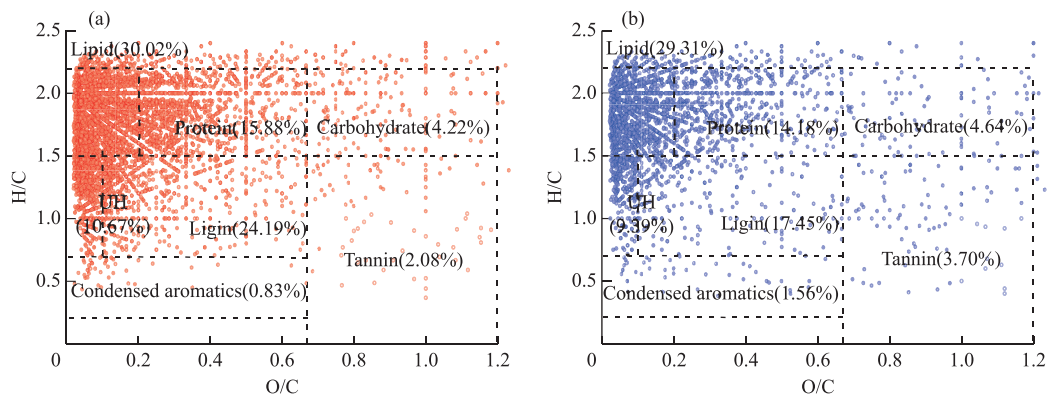 (a)
2.5
2.0
1.5
1.0
0.5
0
0.2
0.4
0.6
0.8
1.0
1.2
H/C
O/C
Lipid(30.02%)
Protein(15.88%)
Carbohydrate(4.22%)
UH
(10.67%)
Ligin(24.19%)
Tannin(2.08%)
Condensed aromatics(0.83%)
(b)
2.5
2.0
1.5
1.0
0.5
0
0.2
0.4
0.6
0.8
1.0
1.2
H/C
O/C
Lipid(29.31%)
Protein(14.18%)
Carbohydrate(4.64%)
UH
(9.39%)
Ligin(17.45%)
Tannin(3.70%)
Condensed aromatics(1.56%)